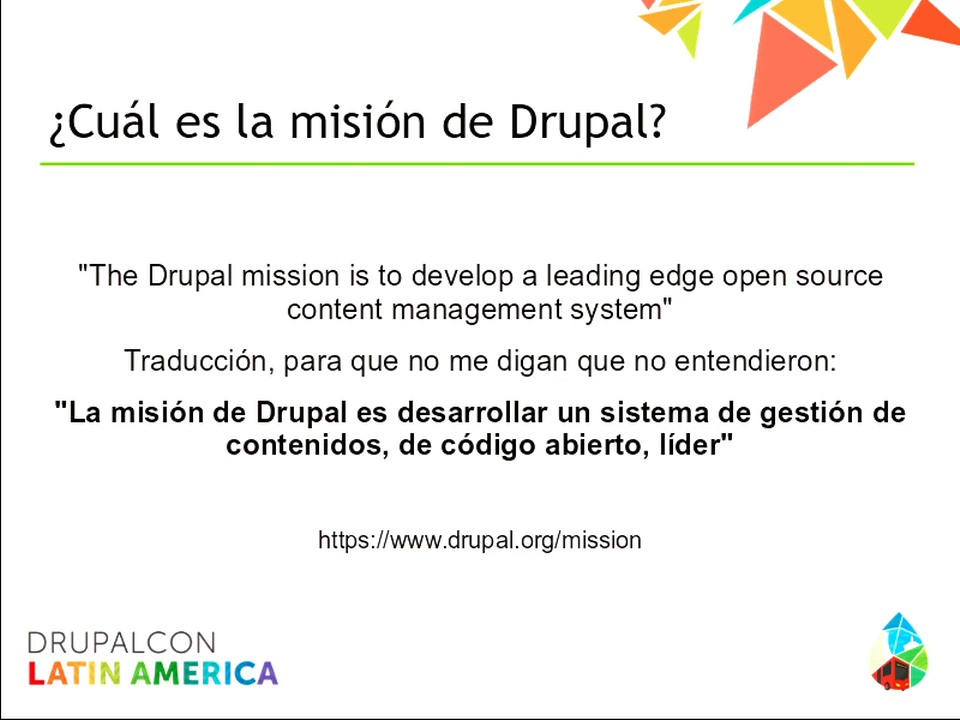 ¿Cuál es la misión de Drupal?
"The Drupal mission is to develop a leading edge open source
content management system"
Traducción, para que no me digan que no entendieron:
"La misión de Drupal es desarrollar un sistema de gestión de
contenidos, de código abierto, líder"
https://www.drupal.org/mission
DRUPALCON
LATIN AMERICA